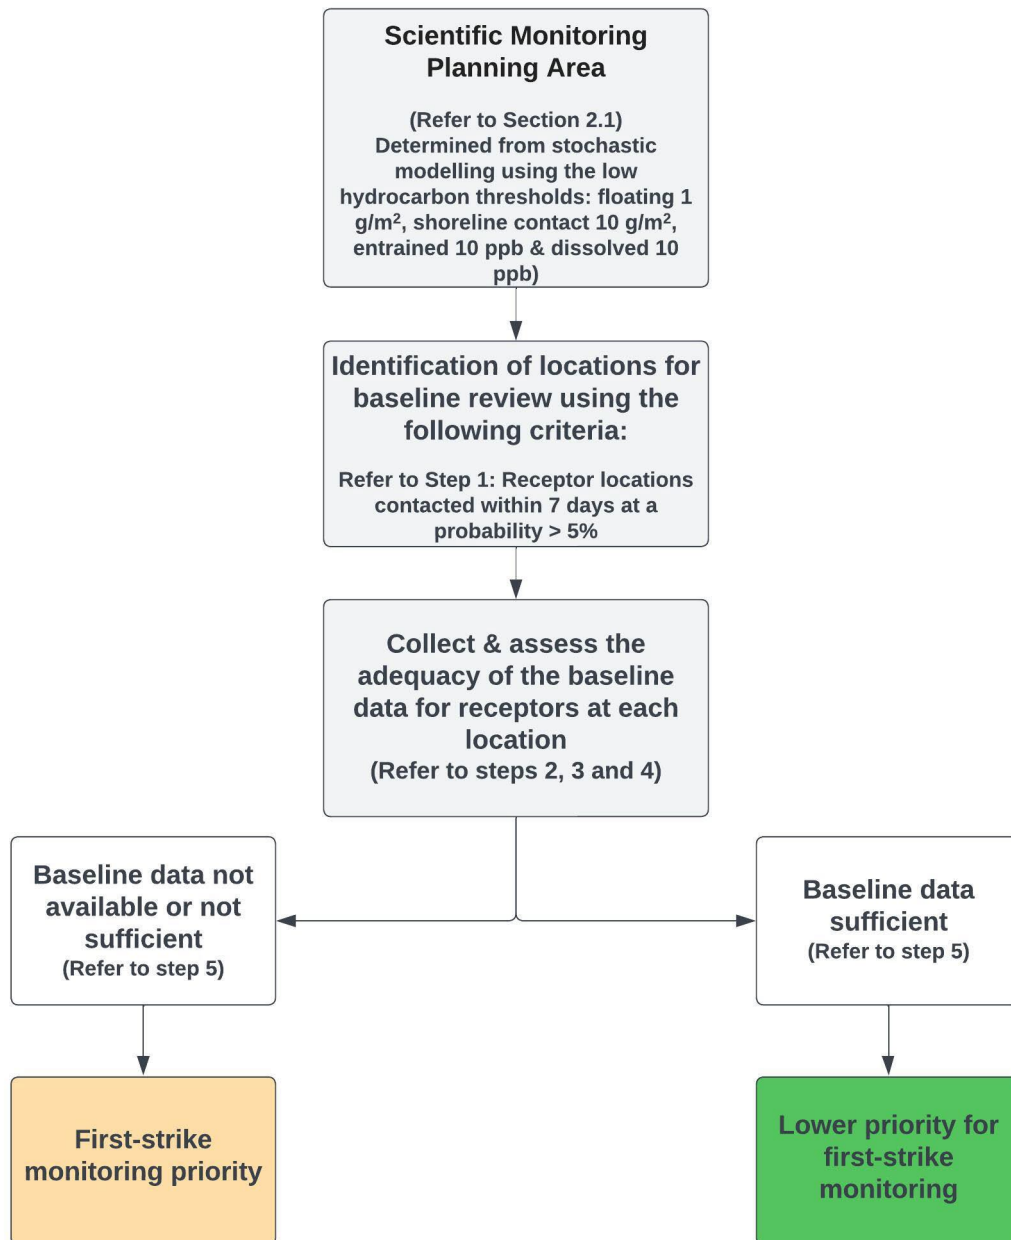 Scientific Monitoring
Planning Area
(Refer to Section 2.1)
Determined from stochastic
modelling using the low
hydrocarbon thresholds: floating 1
g/m², shoreline contact 10 g/m²,
entrained 10 ppb & dissolved 10
ppb)
Identification of locations for
baseline review using the
following criteria:
Refer to Step 1: Receptor locations
contacted within 7 days at a
probability > 5%
Collect & assess the
adequacy of the baseline
data for receptors at each
location
(Refer to steps 2, 3 and 4)
Baseline data not
available or not
sufficient
(Refer to step 5)
Baseline data
sufficient
(Refer to step 5)
First-strike
monitoring priority
Lower priority for
first-strike
monitoring